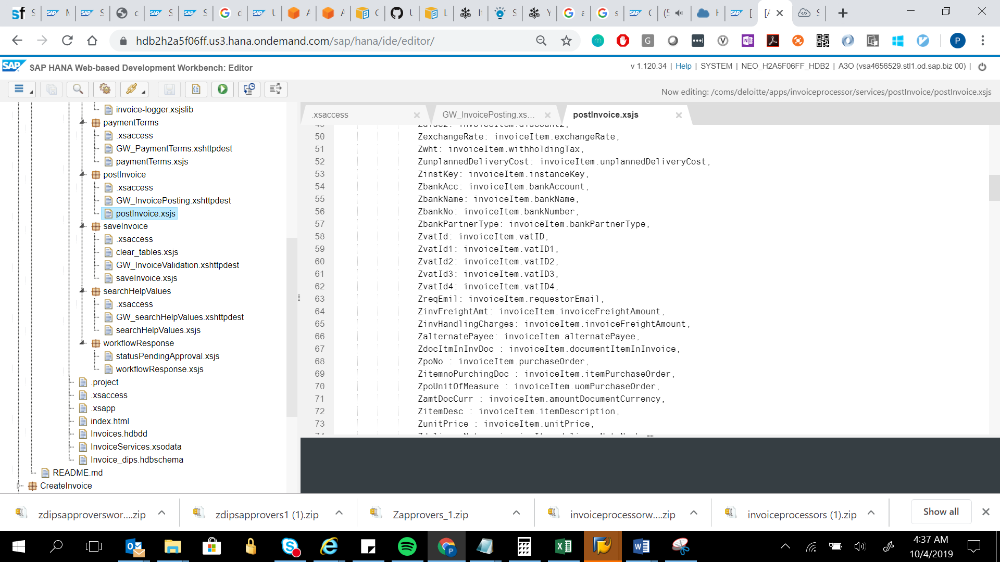 hdb2h2a5f06ff.us3.hana.ondemand.com/sap/hana/ide/editor/
SAP SAP HANA Web-based Development Workbench: Editor
v 1.120.34 | Help | SYSTEM | NEO_H2A5F06FF_HDB2 | A3O (vsa4656529.stl1.od.sap.biz 00) |
Now editing: /coms/deloitte/apps/invoiceprocessor/services/postInvoice/postInvoice.xsjs
invoice-logger.xsjslib
paymentTerms
.xsaccess
GW_PaymentTerms.xshttpdest
paymentTerms.xsjs
postInvoice
.xsaccess
GW_InvoicePosting.xshttpdest
postInvoice.xsjs
saveInvoice
.xsaccess
clear_tables.xsjs
GW_InvoiceValidation.xshttpdest
saveInvoice.xsjs
searchHelpValues
.xsaccess
GW_searchHelpValues.xshttpdest
searchHelpValues.xsjs
workflowResponse
statusPendingApproval.xsjs
workflowResponse.xsjs
.project
.xsaccess
.xsapp
index.html
Invoices.hdbdd
InvoiceServices.xsodata
Invoice_dips.hdbschema
README.md
CreateInvoice
.xsaccess
GW_InvoicePosting.xs...
postInvoice.xsjs
50 ZexchangeRate: invoiceItem.exchangeRate,
51 Zwht: invoiceItem.withholdingTax,
52 ZunplannedDeliveryCost: invoiceItem.unplannedDeliveryCost,
53 ZinstKey: invoiceItem.instanceKey,
54 ZbankAcc: invoiceItem.bankAccount,
55 ZbankName: invoiceItem.bankName,
56 ZbankNo: invoiceItem.bankNumber,
57 ZbankPartnerType: invoiceItem.bankPartnerType,
58 ZvatId: invoiceItem.vatID,
59 ZvatId1: invoiceItem.vatID1,
60 ZvatId2: invoiceItem.vatID2,
61 ZvatId3: invoiceItem.vatID3,
62 ZvatId4: invoiceItem.vatID4,
63 ZreqEmil: invoiceItem.requestorEmail,
64 ZinvFreightAmt: invoiceItem.invoiceFreightAmount,
65 ZinvHandlingCharges: invoiceItem.invoiceFreightAmount,
66 ZalternatePayee: invoiceItem.alternatePayee,
67 ZdocItmInInvDoc : invoiceItem.documentItemInInvoice,
68 ZpoNo : invoiceItem.purchaseOrder,
69 ZitemnoPurchingDoc : invoiceItem.itemPurchaseOrder,
70 ZpoUnitOfMeasure : invoiceItem.uomPurchaseOrder,
71 ZamtDocCurr : invoiceItem.amountDocumentCurrency,
72 ZitemDesc : invoiceItem.itemDescription,
73 ZunitPrice : invoiceItem.unitPrice,
zdipsapproverswor....zip
zdipsapprovers1 (1).zip
Zapprovers_1.zip
invoiceprocessorw....zip
invoiceprocessors (1).zip
Show all
4:37 AM
10/4/2019